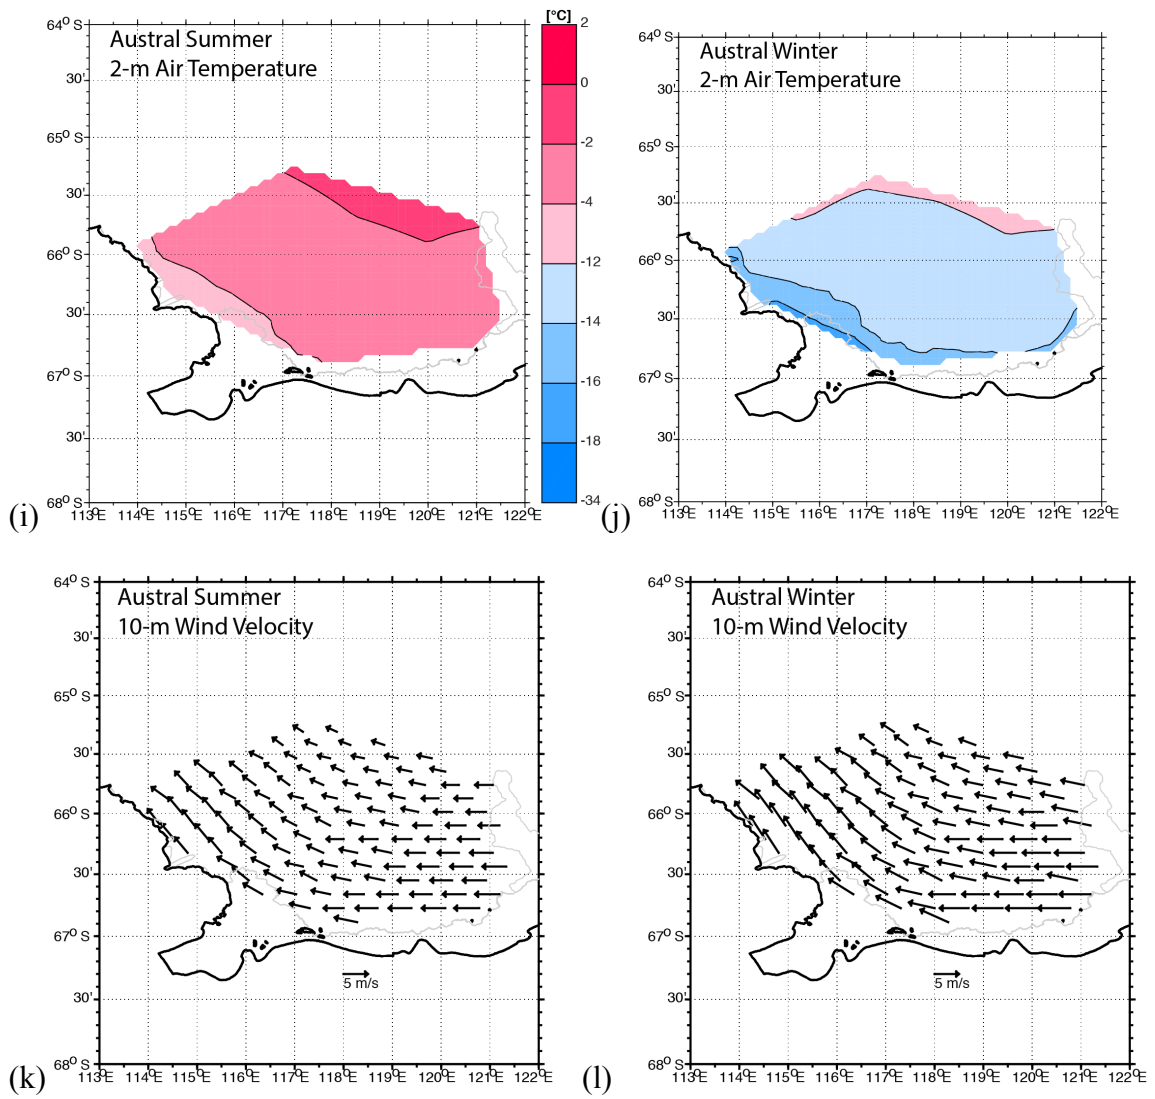 [°C]
64° S
Austral Summer
2-m Air Temperature
30'
65° S
30'
66° S
30'
67° S
30'
68° S
113°E 114°E 115°E 116°E 117°E 118°E 119°E 120°E 121°E 122°E
(i)
2
0
-2
-4
-12
-14
-16
-18
-34
64° S
Austral Winter
2-m Air Temperature
30'
65° S
30'
66° S
30'
67° S
30'
68° S
113°E 114°E 115°E 116°E 117°E 118°E 119°E 120°E 121°E 122°E
(j)
64° S
Austral Summer
10-m Wind Velocity
30'
65° S
30'
66° S
30'
67° S
5 m/s
30'
68° S
113°E 114°E 115°E 116°E 117°E 118°E 119°E 120°E 121°E 122°E
(k)
64° S
Austral Winter
10-m Wind Velocity
30'
65° S
30'
66° S
30'
67° S
5 m/s
30'
68° S
113°E 114°E 115°E 116°E 117°E 118°E 119°E 120°E 121°E 122°E
(l)